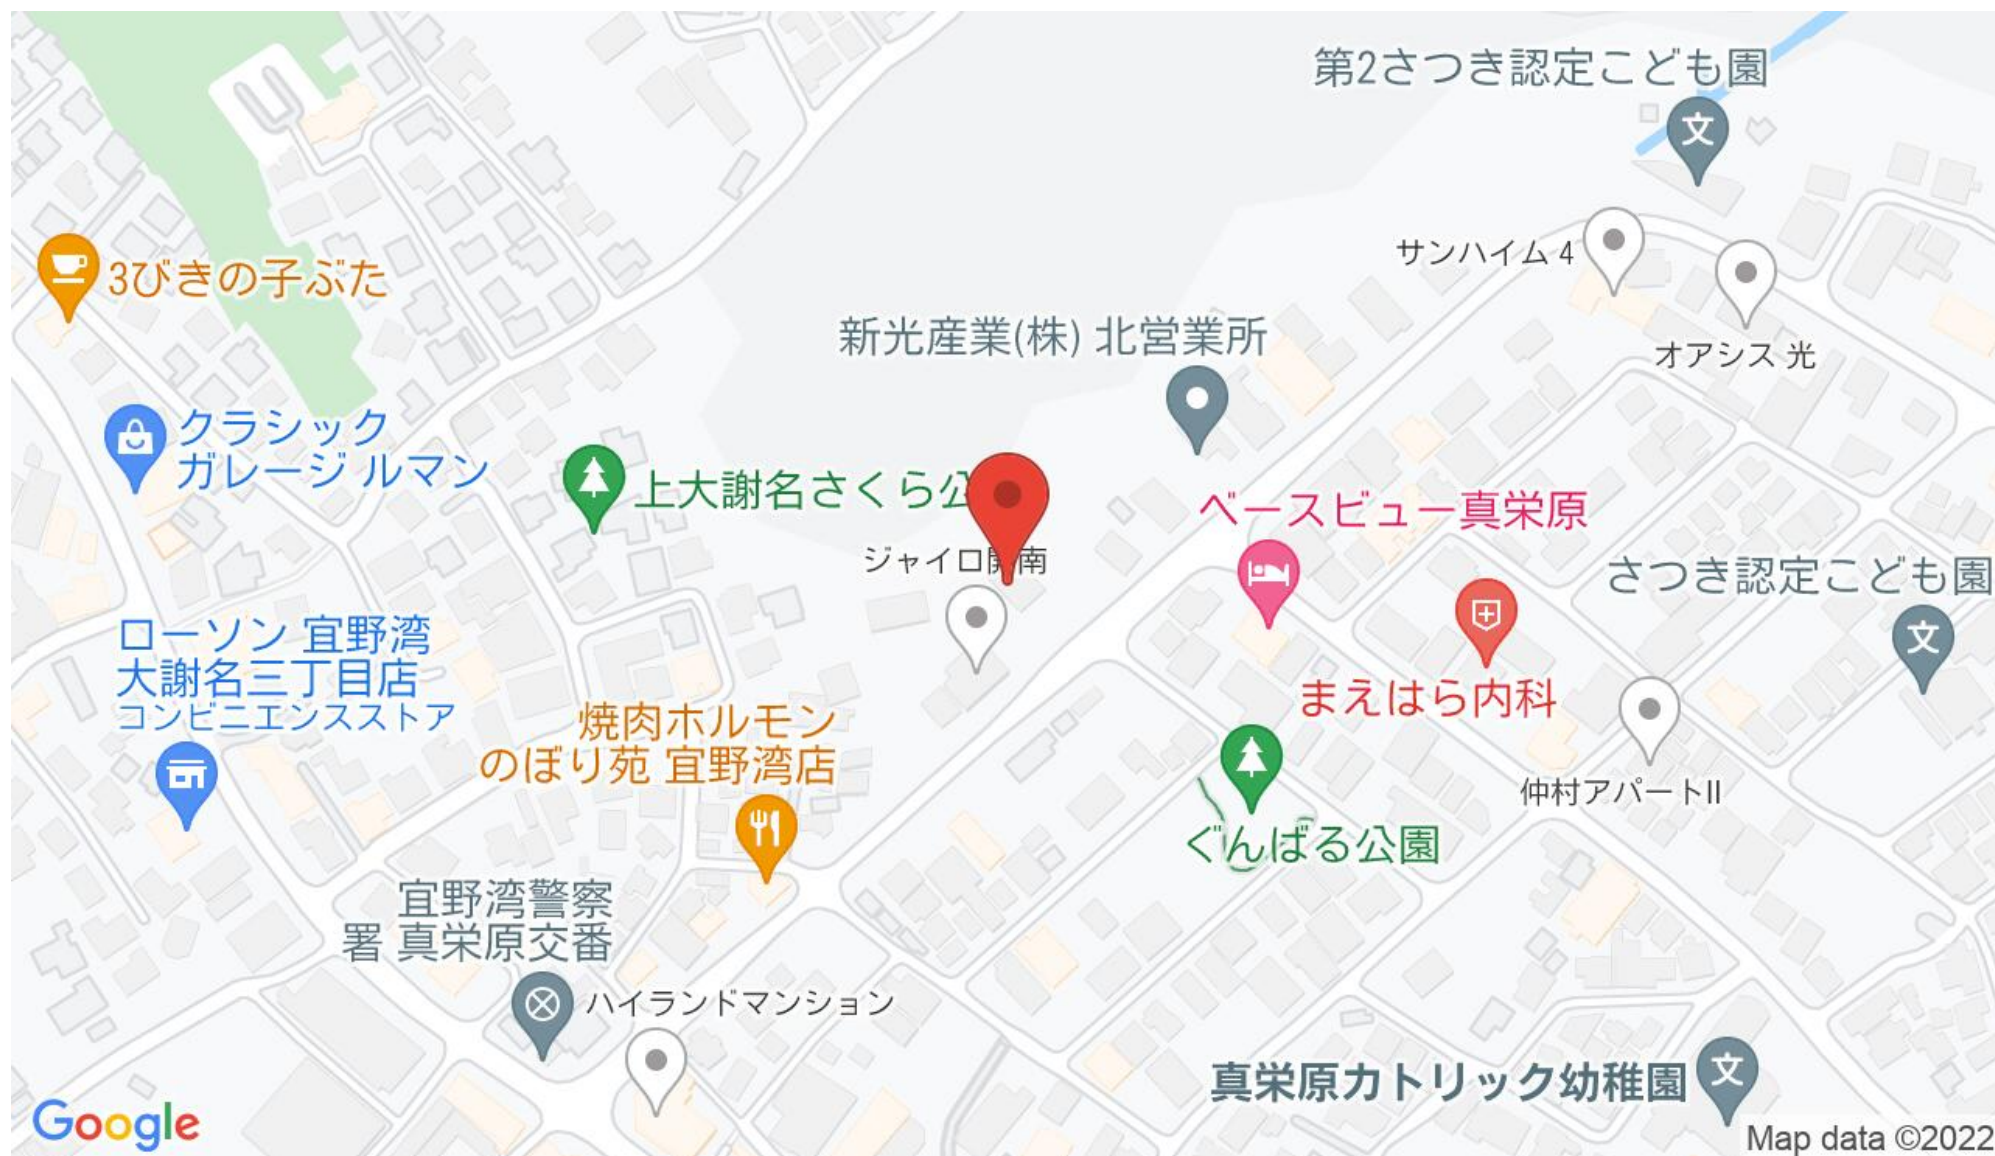 第2さつき認定こども園
サンハイム 4
3びきの子ぶた
新光産業(株) 北営業所
オアシス 光
クラシック
ガレージ ルマン
上大謝名さくら公
ベースビュー真栄原
ジャイロ開南
さつき認定こども園
ローソン 宜野湾
大謝名三丁目店
コンビニエンスストア
まえはら内科
焼肉ホルモン
のぼり苑 宜野湾店
仲村アパートII
ぐんばる公園
宜野湾警察
署 真栄原交番
ハイランドマンション
真栄原カトリック幼稚園
Google
Map data ©2022